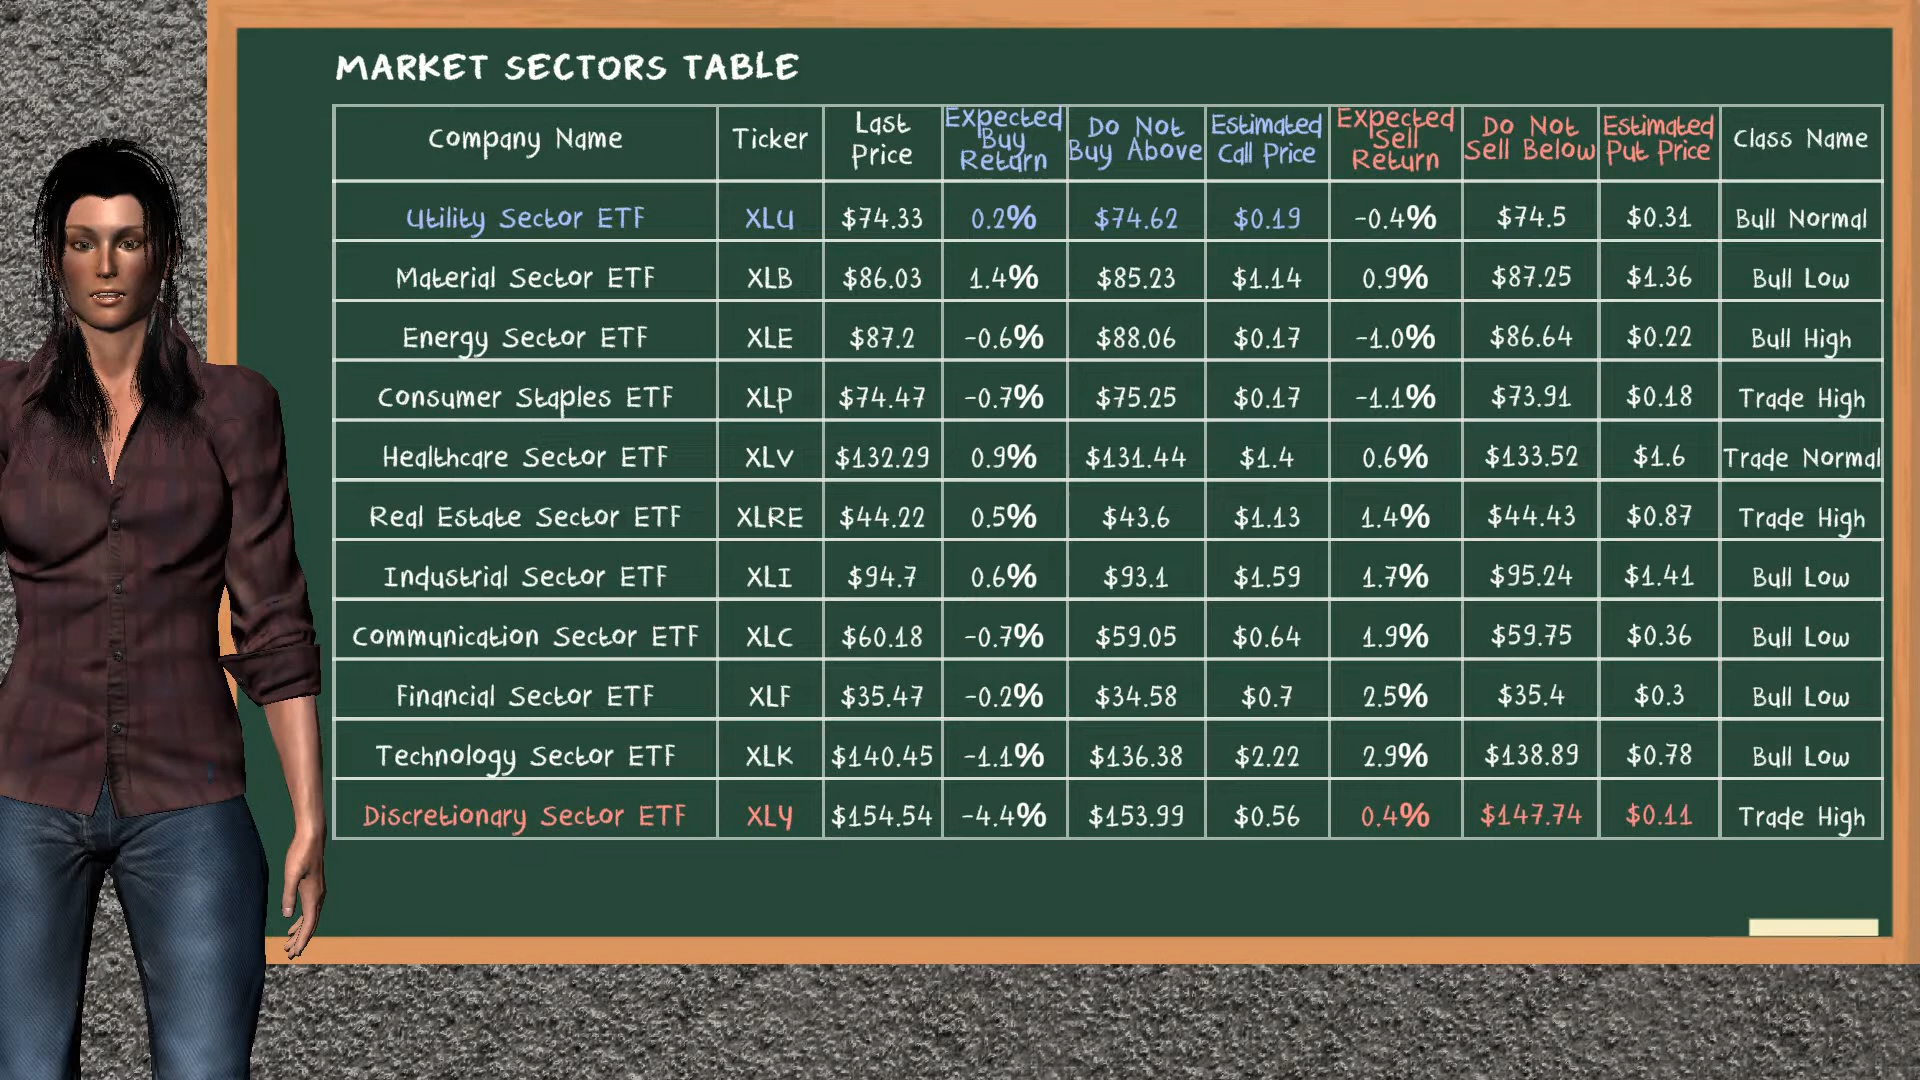 MARKET SECTORS TABLE
Company Name Ticker Last Price Expected Buy Return Do Not Buy Above Estimated Call Price Expected Sell Return Do Not Sell Below Estimated Put Price Class Name
Utility Sector ETF XLU $74.33 0.2% $74.62 $0.19 -0.4% $74.5 $0.31 Bull Normal
Material Sector ETF XLB $86.03 1.4% $85.23 $1.14 0.9% $87.25 $1.36 Bull Low
Energy Sector ETF XLE $87.2 -0.6% $88.06 $0.17 -1.0% $86.64 $0.22 Bull High
Consumer Staples ETF XLP $74.47 -0.7% $75.25 $0.17 -1.1% $73.91 $0.18 Trade High
Healthcare Sector ETF XLV $132.29 0.9% $131.44 $1.4 0.6% $133.52 $1.6 Trade Normal
Real Estate Sector ETF XLRE $44.22 0.5% $43.6 $1.13 1.4% $44.43 $0.87 Trade High
Industrial Sector ETF XLI $94.7 0.6% $93.1 $1.59 1.7% $95.24 $1.41 Bull Low
Communication Sector ETF XLC $60.18 -0.7% $59.05 $0.64 1.9% $59.75 $0.36 Bull Low
Financial Sector ETF XLF $35.47 -0.2% $34.58 $0.7 2.5% $35.4 $0.3 Bull Low
Technology Sector ETF XLK $140.45 -1.1% $136.38 $2.22 2.9% $138.89 $0.78 Bull Low
Discretionary Sector ETF XLY $154.54 -4.4% $153.99 $0.56 0.4% $147.74 $0.11 Trade High